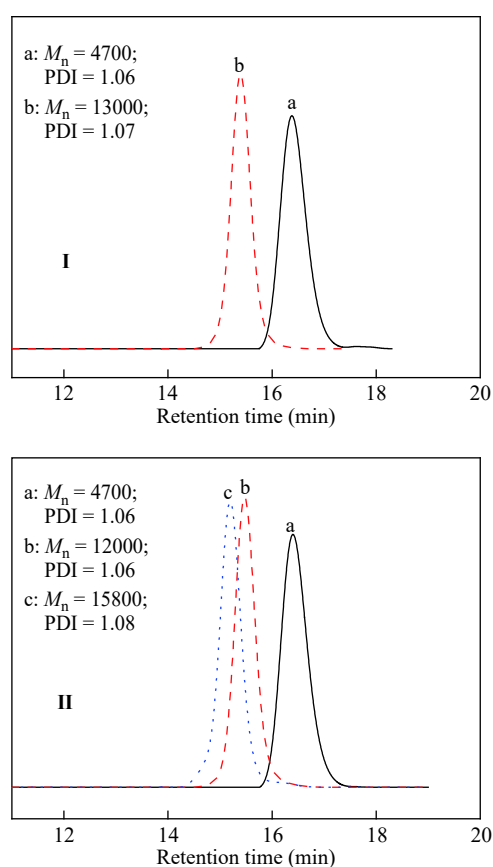 a: Mn = 4700;
PDI = 1.06
b: Mn = 13000;
PDI = 1.07
b
a
I
12 14 16 18 20
Retention time (min)
a: Mn = 4700;
PDI = 1.06
b: Mn = 12000;
PDI = 1.06
c: Mn = 15800;
PDI = 1.08
c b
a
II
12 14 16 18 20
Retention time (min)